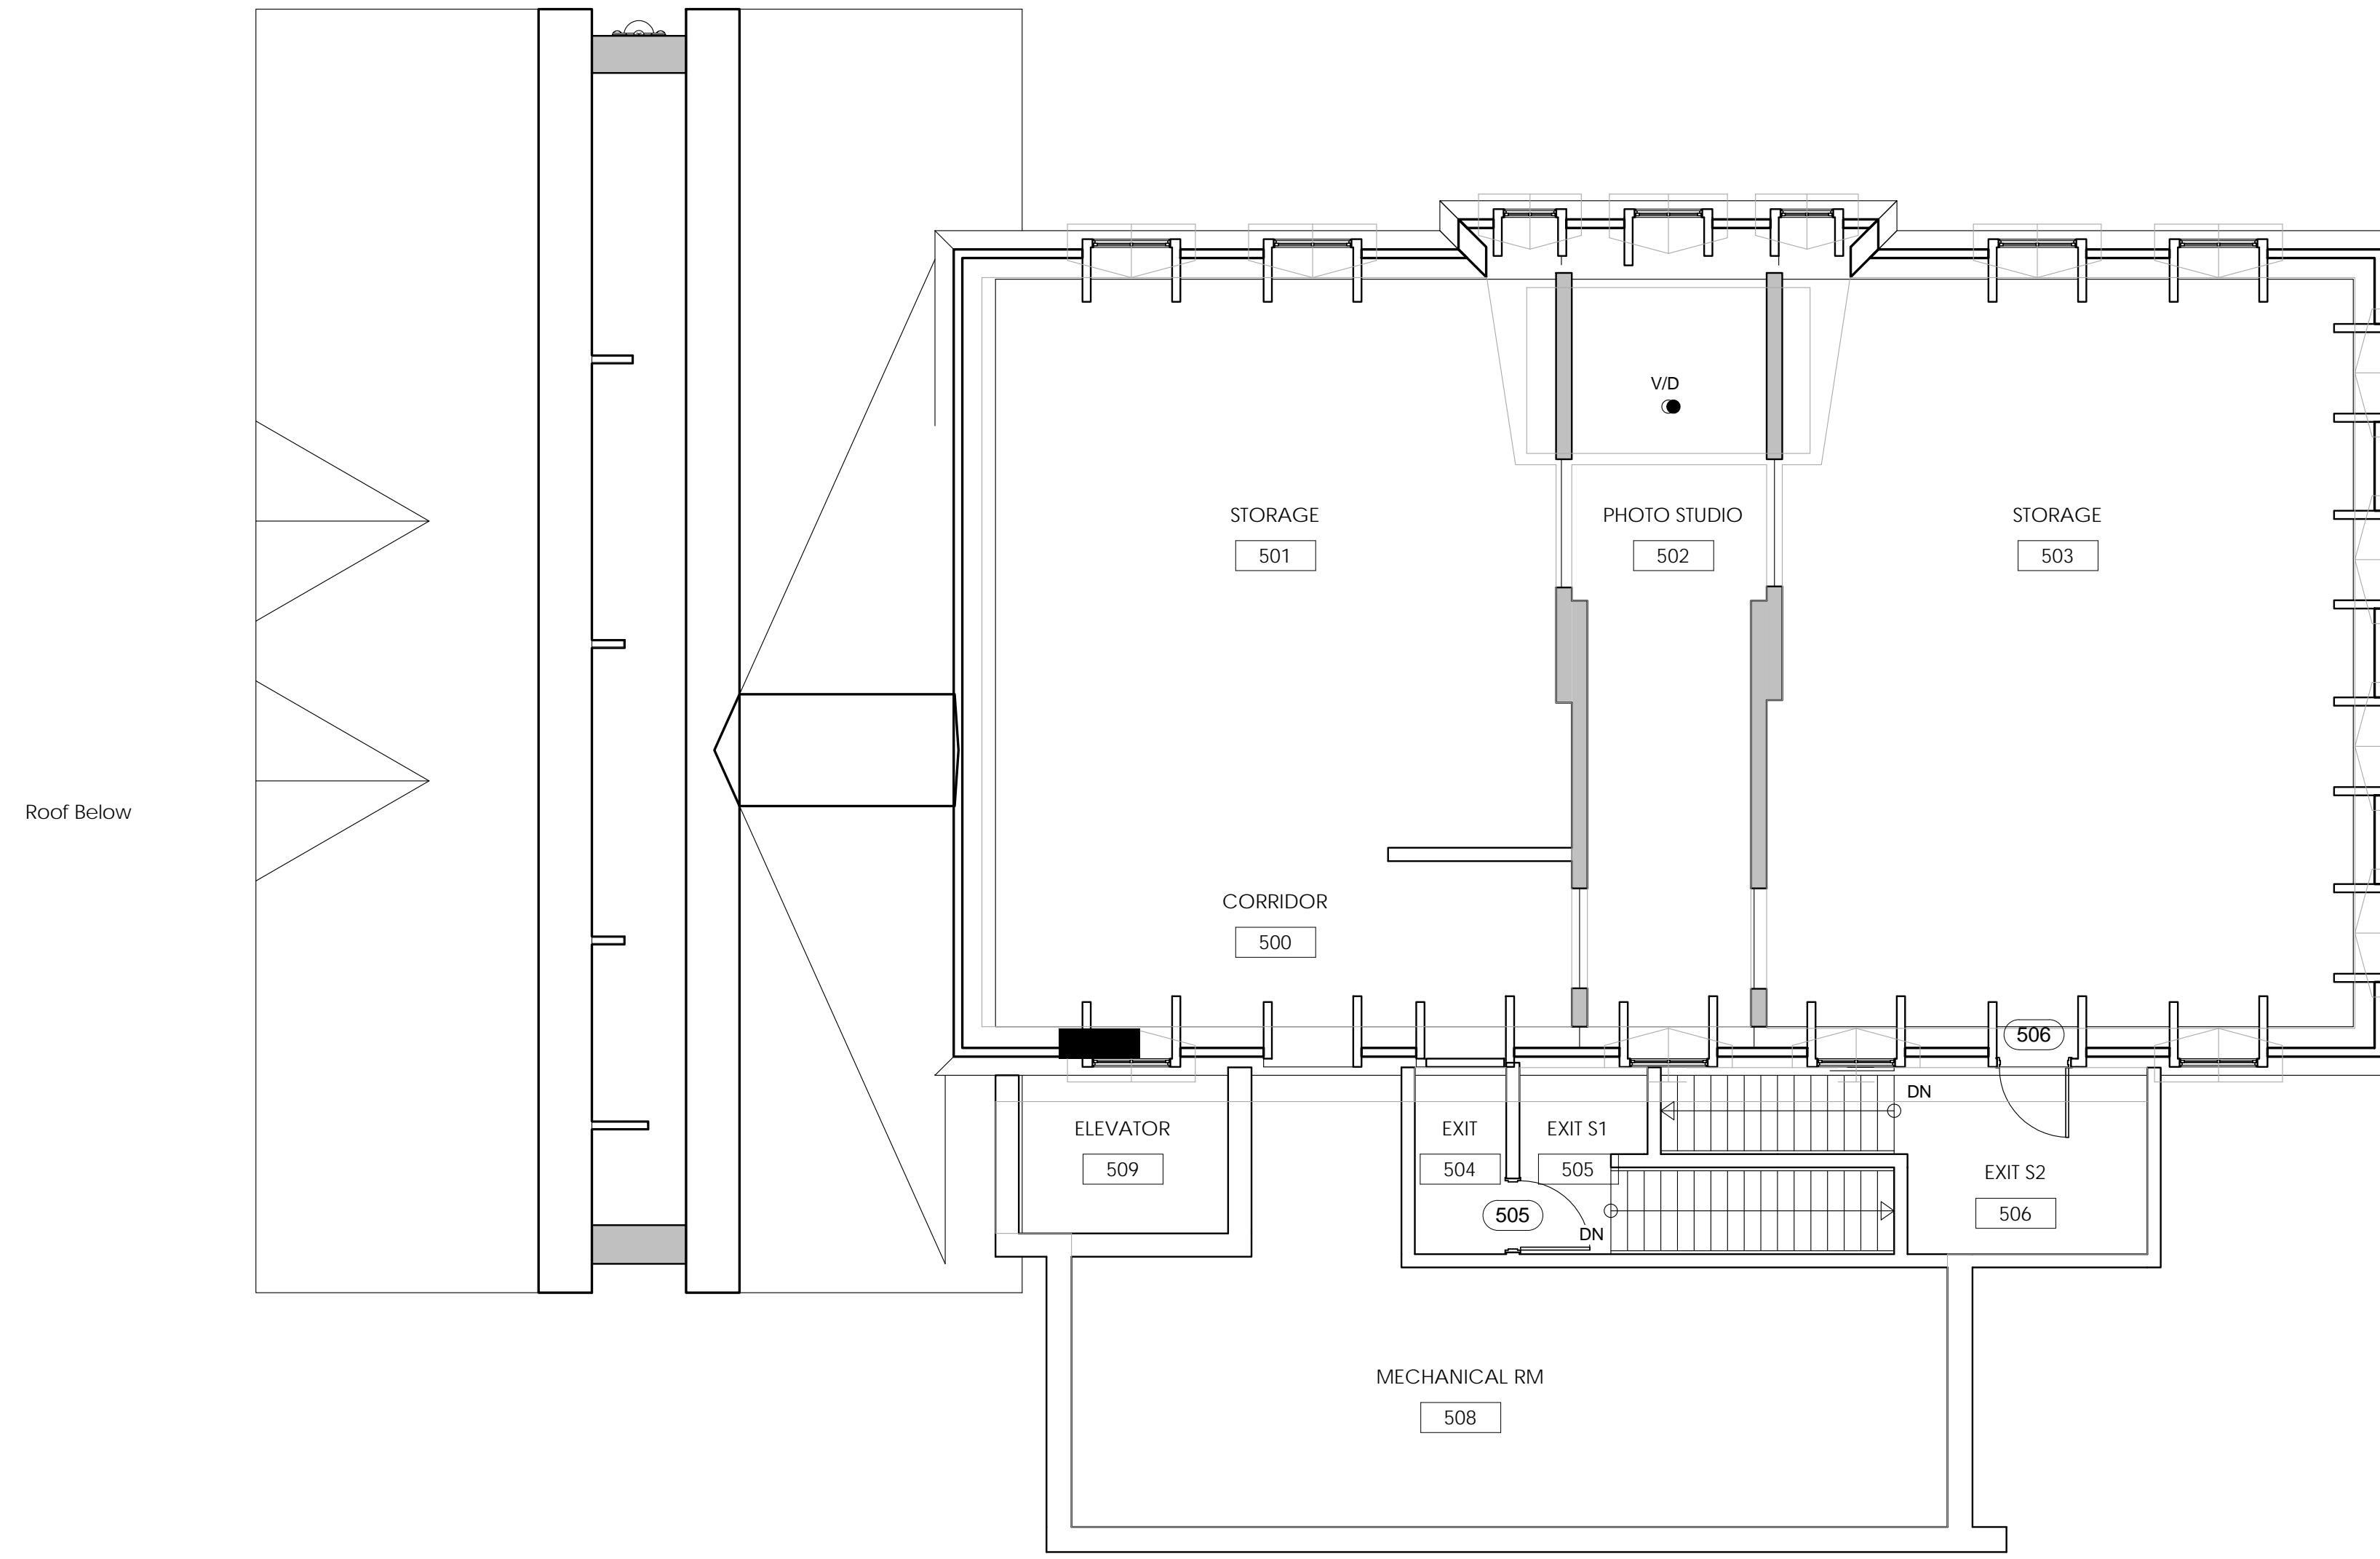 V/D
STORAGE
501
PHOTO STUDIO
502
STORAGE
503
Roof Below
CORRIDOR
500
506
DN
ELEVATOR
509
EXIT
504
EXIT S1
505
EXIT S2
506
505
DN
MECHANICAL RM
508